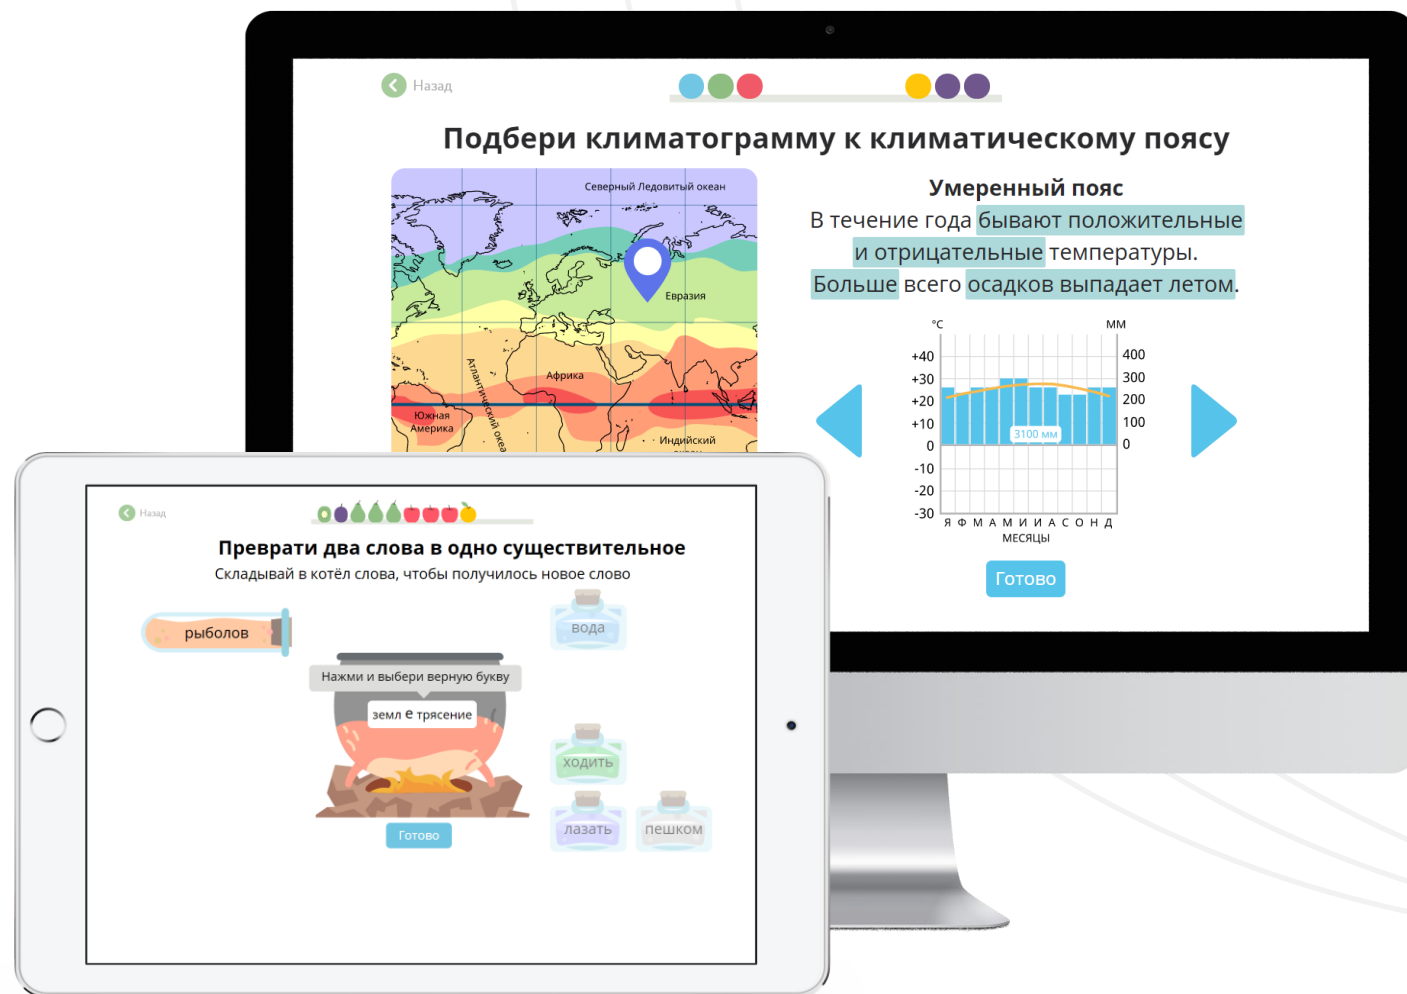 Назад
Подбери климатограмму к климатическому поясу
Северный Ледовитый океан
Евразия
Атлантический океа
Африка
Южная
Америка
Индийский
Умеренный пояс
В течение года бывают положительные
и отрицательные температуры.
Больше всего осадков выпадает летом.
°C ММ
+40 400
+30 300
+20 200
+10 100
0 0
-10
-20
-30
3100 мм
Я Ф М А М И И А С О Н Д
МЕСЯЦЫ
Готово
Назад
Преврати два слова в одно существительное
Складывай в котёл слова, чтобы получилось новое слово
рыболов
вода
Нажми и выбери верную букву
земл е трясение
ходить
лазать
пешком
Готово